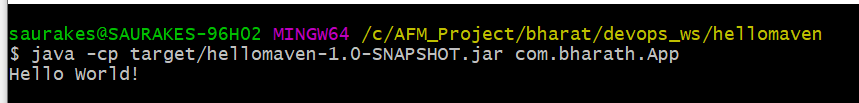 saurakes@SAURAKES-96H02 MINGW64 /c/AFM_Project/bharat/devops_ws/hellomaven
$ java -cp target/hellomaven-1.0-SNAPSHOT.jar com.bharath.App
Hello World!